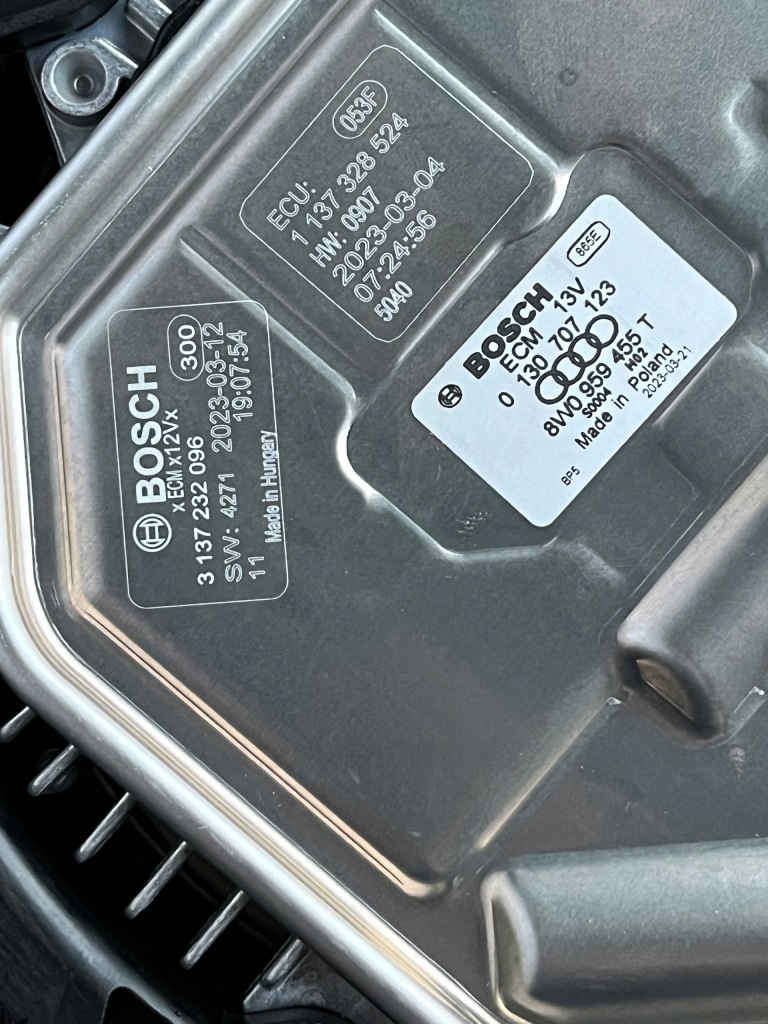 053F
ECU:
1 137 328 524
HW: 0907
2023-03-04
07:24:56
5040
865E
BOSCH
ECM 13V
0 130 707 123
8W0 959 455 T
S0004 H02
Made in Poland
2023-03-21
BP5
BOSCH
x ECM x12Vx
300
3 137 232 096
SW: 4271 2023-03-12
11 19:07:54
Made in Hungary